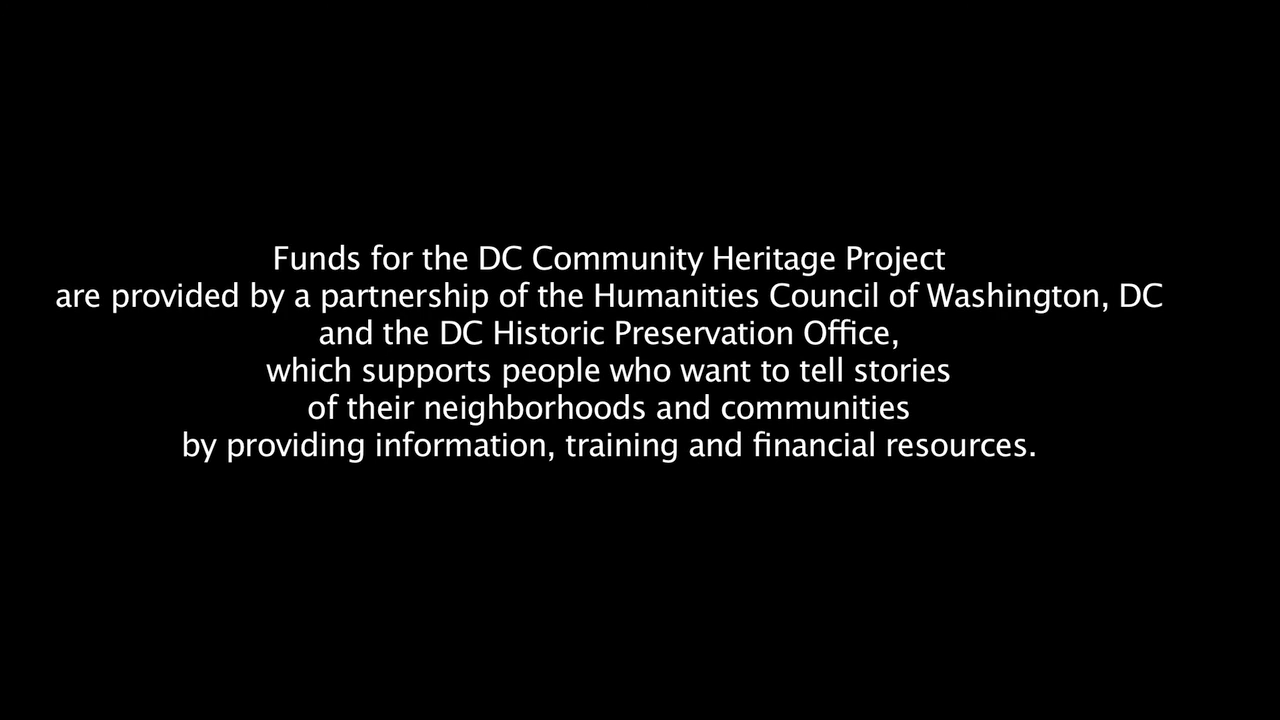 Funds for the DC Community Heritage Project
are provided by a partnership of the Humanities Council of Washington, DC
and the DC Historic Preservation Office,
which supports people who want to tell stories
of their neighborhoods and communities
by providing information, training and financial resources.